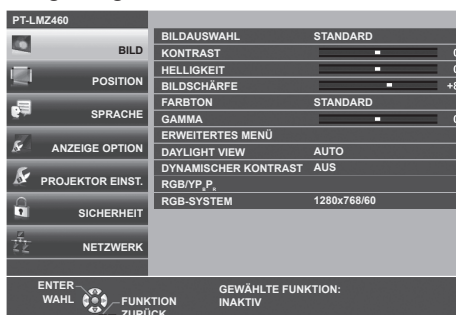 PT-LMZ460
BILD
POSITION
SPRACHE
ANZEIGE OPTION
PROJEKTOR EINST.
SICHERHEIT
NETZWERK
BILDAUSWAHL STANDARD
KONTRAST 0
HELLIGKEIT 0
BILDSCHÄRFE +8
FARBTON STANDARD
GAMMA 0
ERWEITERTES MENÜ
DAYLIGHT VIEW AUTO
DYNAMISCHER KONTRAST AUS
RGB/YPBPR
RGB-SYSTEM 1280x768/60
ENTER
WAHL
FUNKTION
ZURÜCK
GEWÄHLTE FUNKTION:
INAKTIV